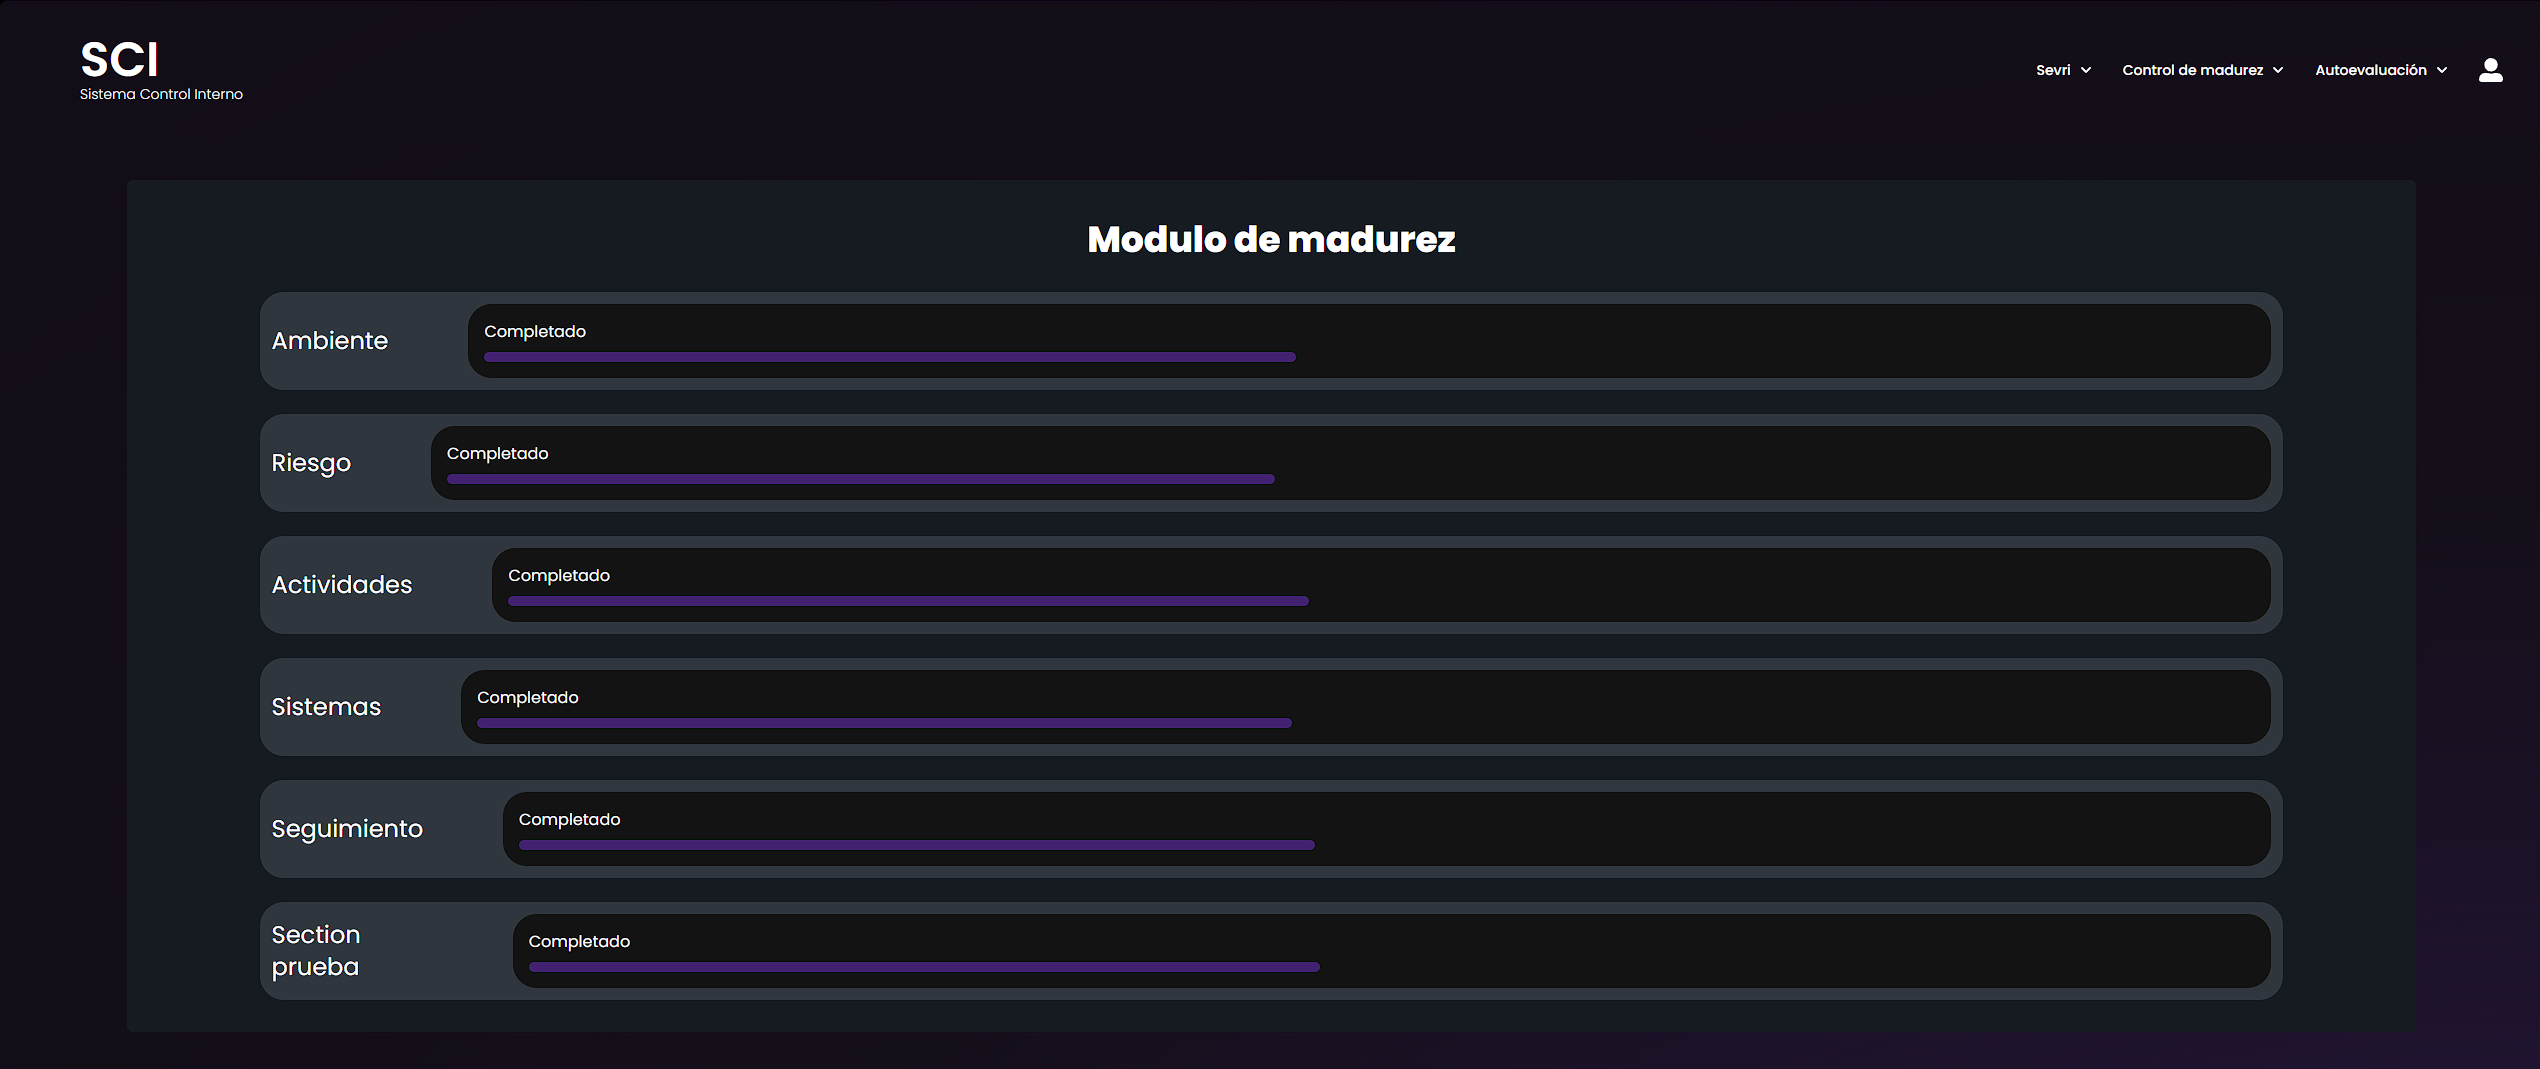 SCI
Sistema Control Interno
Sevri
Control de madurez
Autoevaluación
Modulo de madurez
Ambiente
Completado
Riesgo
Completado
Actividades
Completado
Sistemas
Completado
Seguimiento
Completado
Section
prueba
Completado